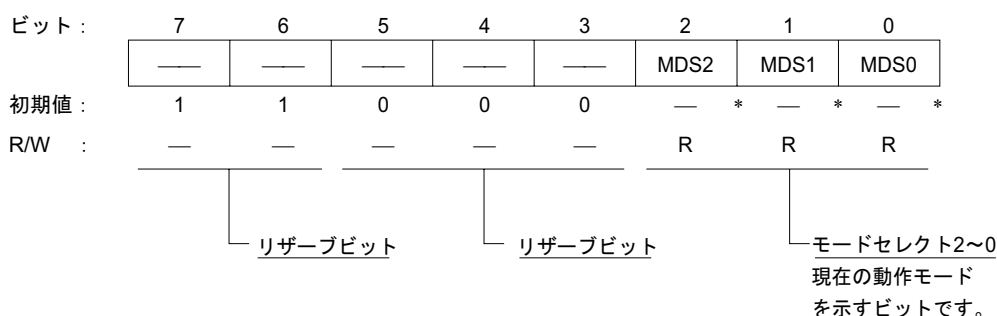 ビット : 7 6 5 4 3 2 1 0
—— —— —— —— —— MDS2 MDS1 MDS0
初期値 : 1 1 0 0 0 — * — * — *
R/W : — — — — — R R R
リザーブビット リザーブビット モードセレクト2～0
現在の動作モード
を示すビットです。